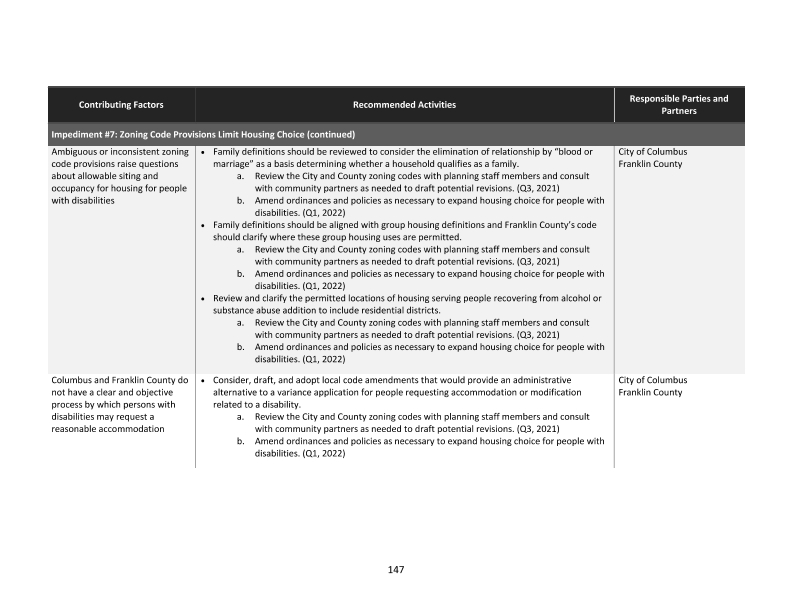 Contributing Factors
Recommended Activities
Responsible Parties and
Partners
Impediment #7: Zoning Code Provisions Limit Housing Choice (continued)
Ambiguous or inconsistent zoning
code provisions raise questions
about allowable siting and
occupancy for housing for people
with disabilities
• Family definitions should be reviewed to consider the elimination of relationship by “blood or
marriage” as a basis determining whether a household qualifies as a family.
a. Review the City and County zoning codes with planning staff members and consult
with community partners as needed to draft potential revisions. (Q3, 2021)
b. Amend ordinances and policies as necessary to expand housing choice for people with
disabilities. (Q1, 2022)
• Family definitions should be aligned with group housing definitions and Franklin County’s code
should clarify where these group housing uses are permitted.
a. Review the City and County zoning codes with planning staff members and consult
with community partners as needed to draft potential revisions. (Q3, 2021)
b. Amend ordinances and policies as necessary to expand housing choice for people with
disabilities. (Q1, 2022)
• Review and clarify the permitted locations of housing serving people recovering from alcohol or
substance abuse addition to include residential districts.
a. Review the City and County zoning codes with planning staff members and consult
with community partners as needed to draft potential revisions. (Q3, 2021)
b. Amend ordinances and policies as necessary to expand housing choice for people with
disabilities. (Q1, 2022)
City of Columbus
Franklin County
Columbus and Franklin County do
not have a clear and objective
process by which persons with
disabilities may request a
reasonable accommodation
• Consider, draft, and adopt local code amendments that would provide an administrative
alternative to a variance application for people requesting accommodation or modification
related to a disability.
a. Review the City and County zoning codes with planning staff members and consult
with community partners as needed to draft potential revisions. (Q3, 2021)
b. Amend ordinances and policies as necessary to expand housing choice for people with
disabilities. (Q1, 2022)
City of Columbus
Franklin County
147